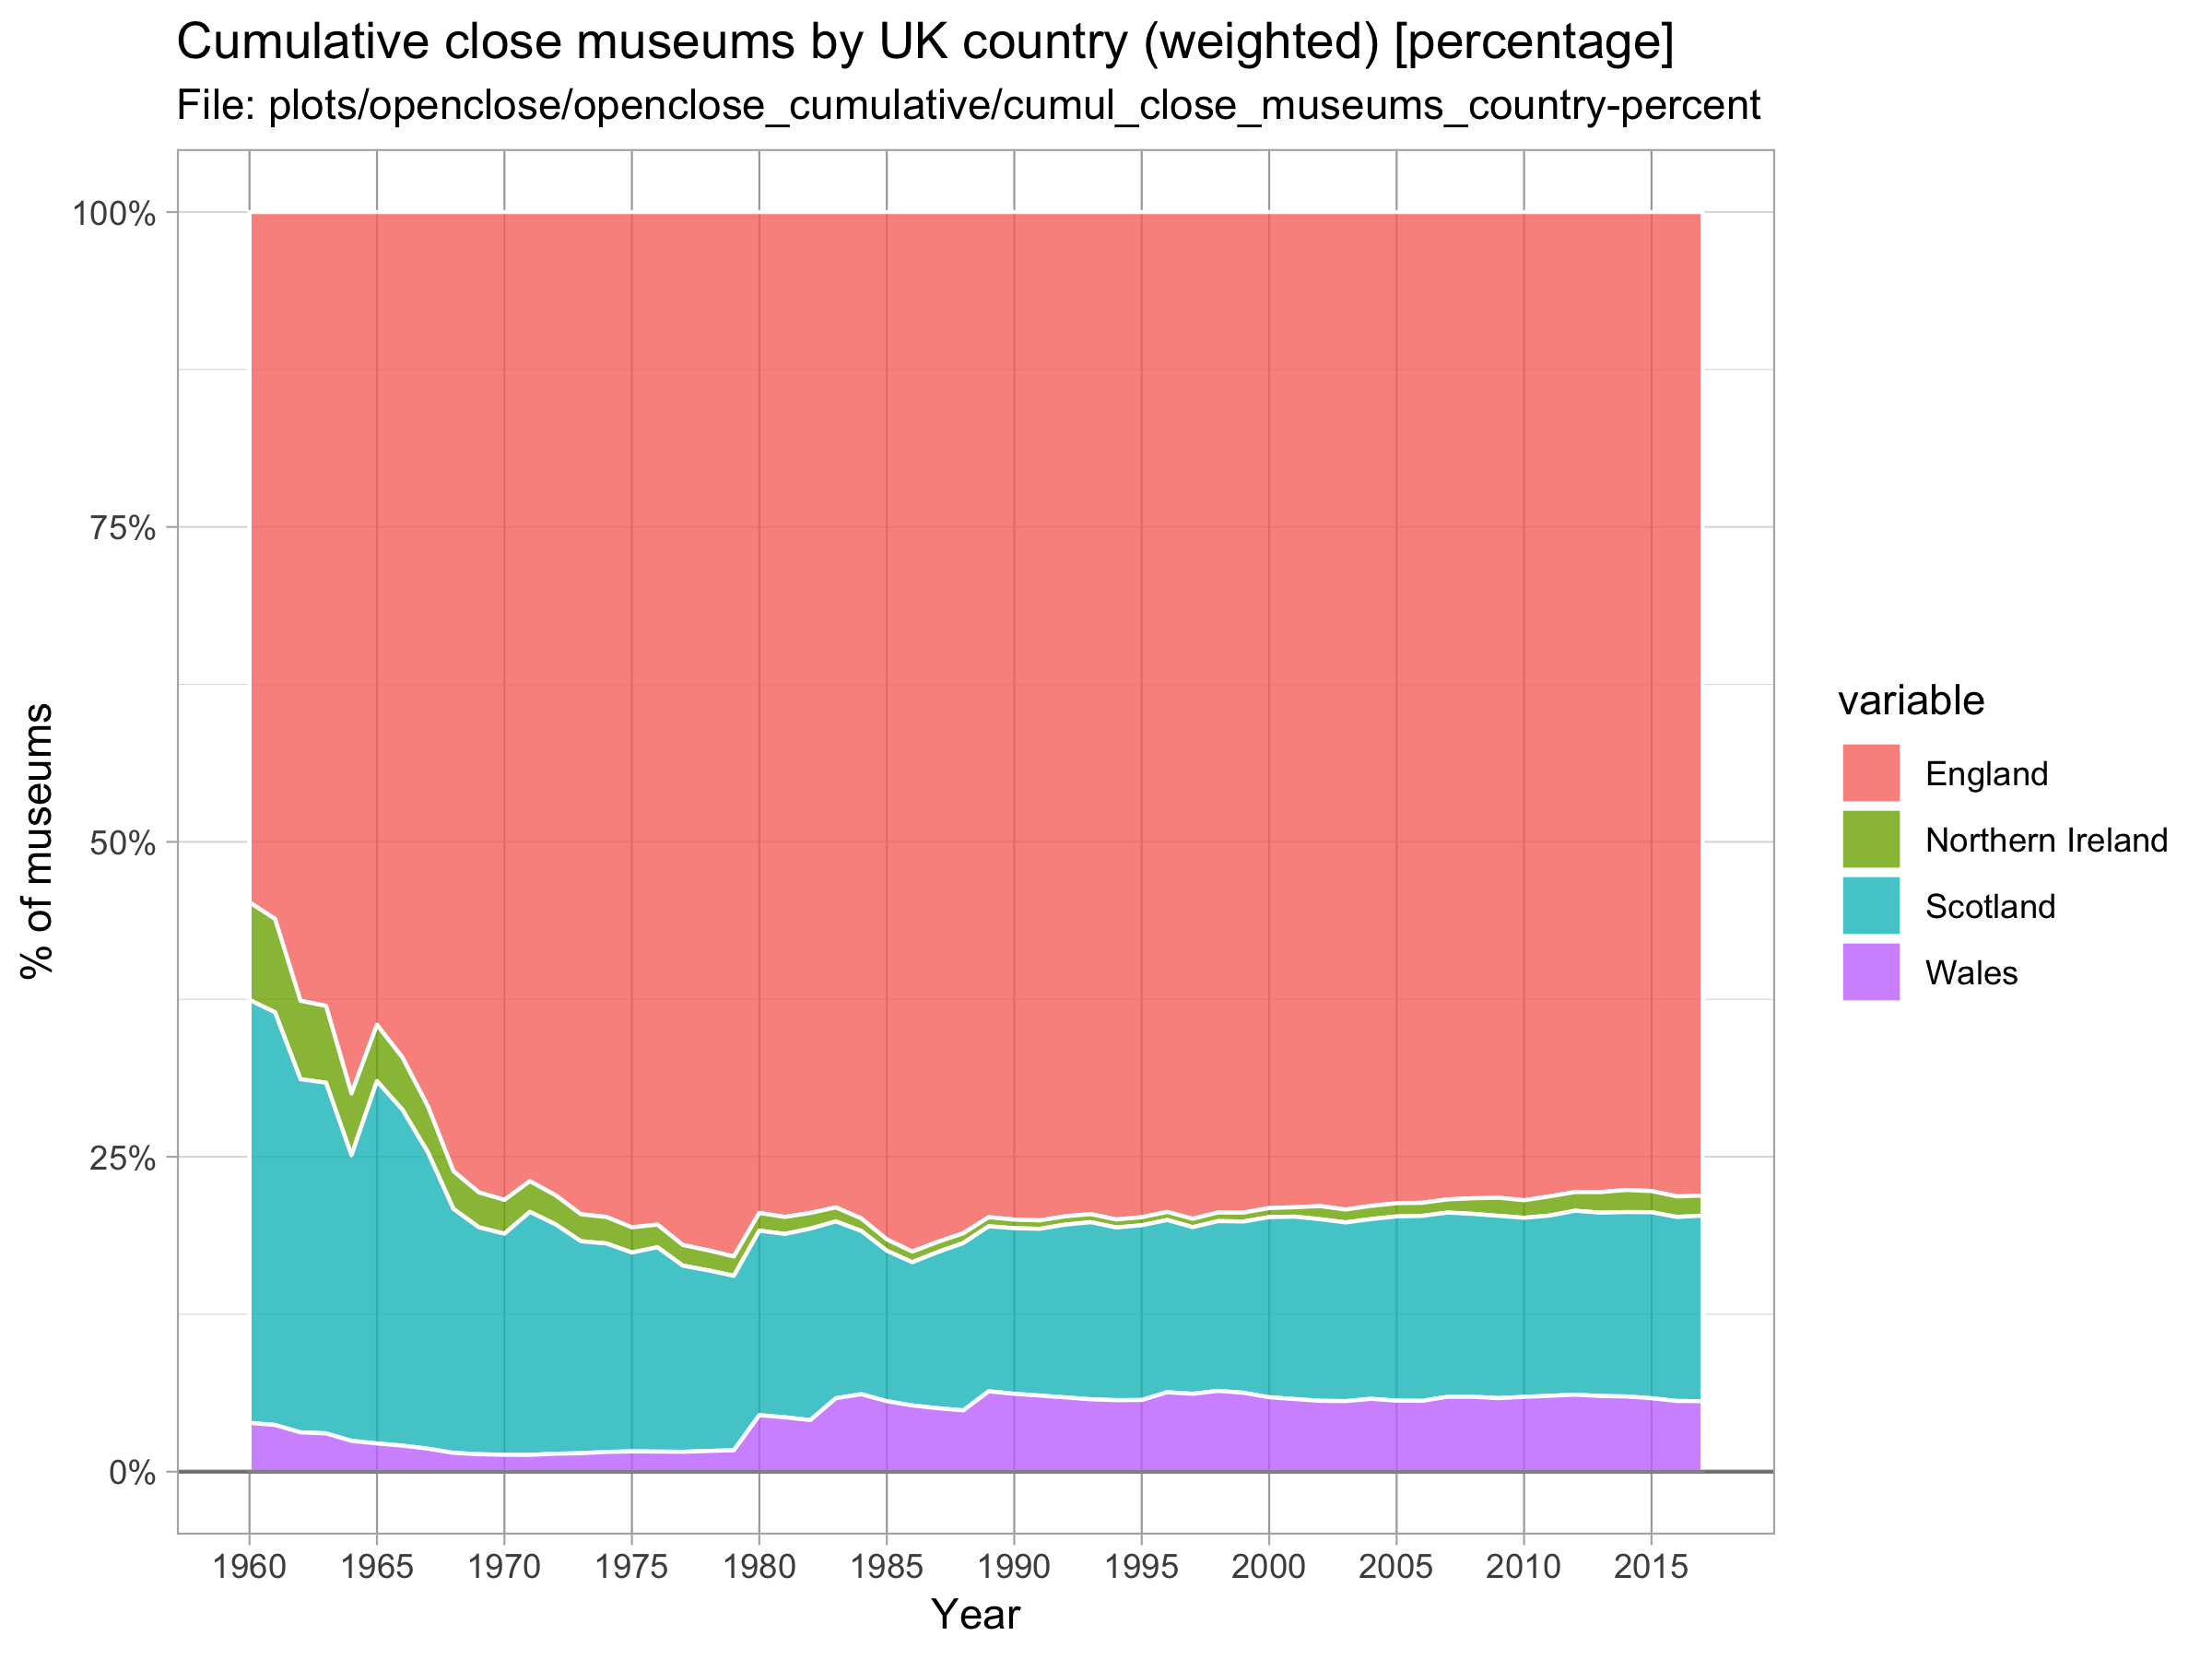 Cumulative close museums by UK country (weighted) [percentage]
File: plots/openclose/openclose_cumulative/cumul_close_museums_country-percent
100%
75%
50%
25%
0%
% of museums
1960 1965 1970 1975 1980 1985 1990 1995 2000 2005 2010 2015
Year
variable
England
Northern Ireland
Scotland
Wales